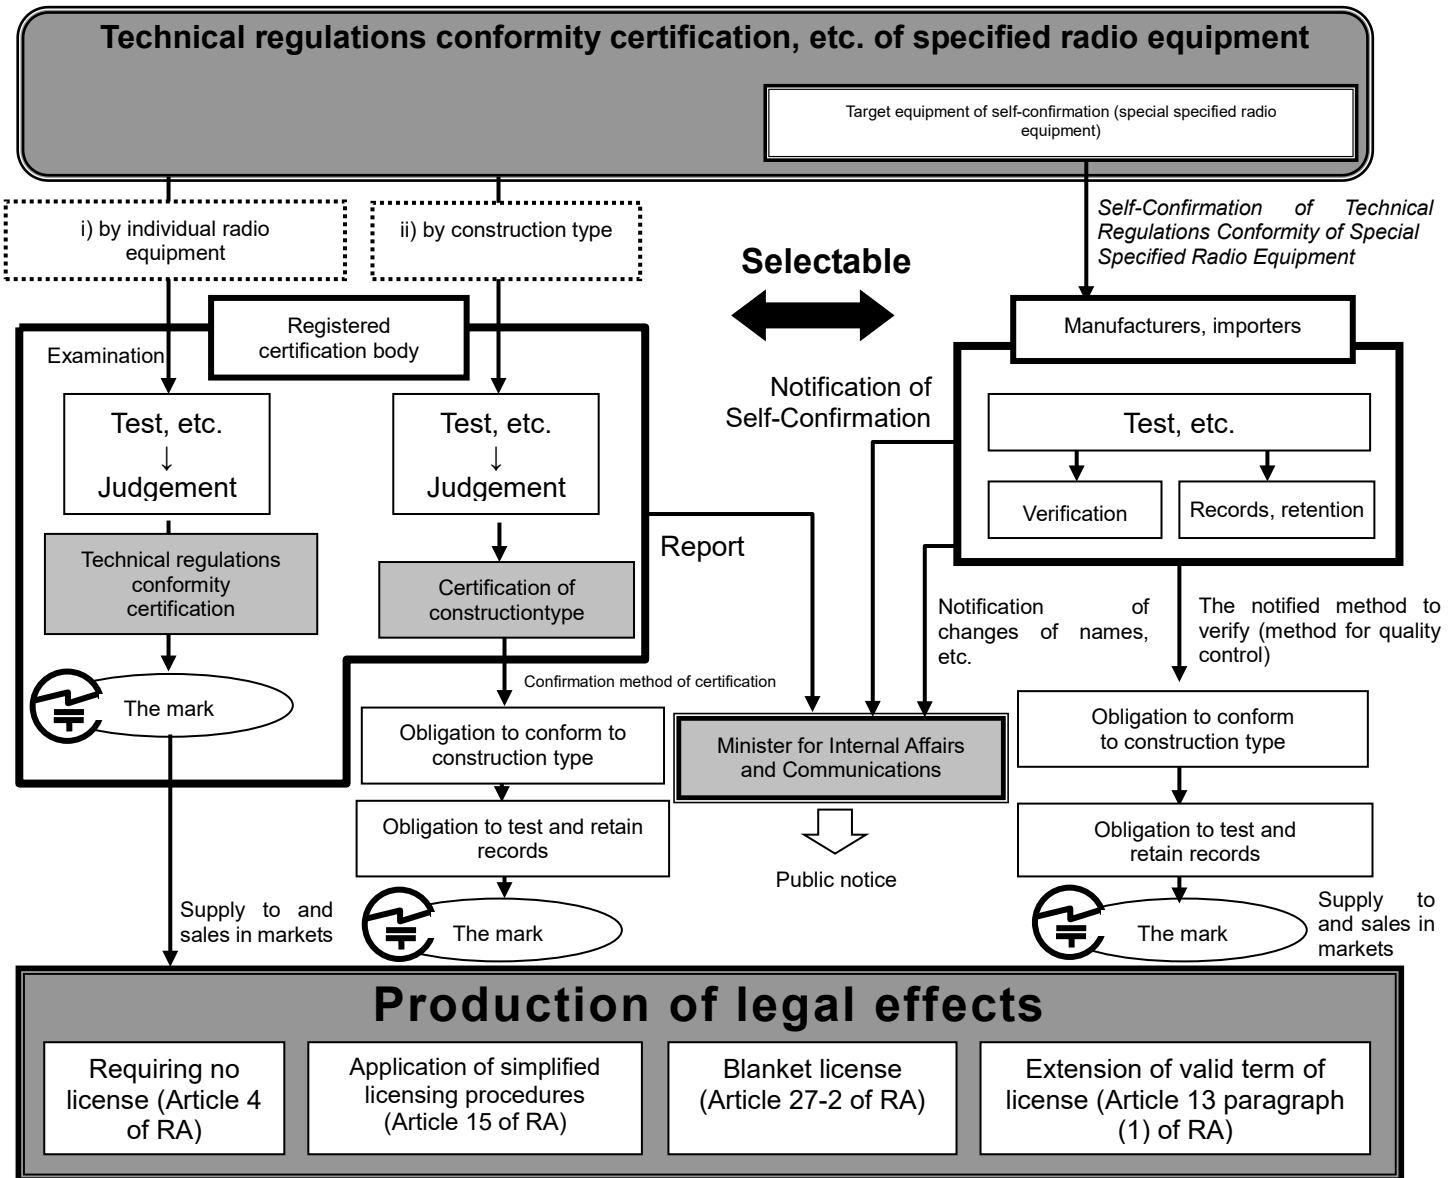 Technical regulations conformity certification, etc. of specified radio equipment
Target equipment of self-confirmation (special specified radio
equipment)
i) by individual radio
equipment
ii) by construction type
Self-Confirmation of Technical
Regulations Conformity of Special
Specified Radio Equipment
Selectable
Registered
certification body
Manufacturers, importers
Examination
Notification of
Self-Confirmation
Test, etc.
↓
Judgement
Test, etc.
↓
Judgement
Test, etc.
Verification
Records, retention
Report
Technical regulations
conformity
certification
Certification of
constructiontype
Notification of
changes of names,
etc.
The notified method to
verify (method for quality
control)
Confirmation method of certification
The mark
Obligation to conform to
construction type
Minister for Internal Affairs
and Communications
Obligation to conform
to construction type
Obligation to test and retain
records
Obligation to test and
retain records
Public notice
Supply to and
sales in markets
The mark
The mark
Supply to
and sales in
markets
Production of legal effects
Requiring no
license (Article 4
of RA)
Application of simplified
licensing procedures
(Article 15 of RA)
Blanket license
(Article 27-2 of RA)
Extension of valid term of
license (Article 13 paragraph
(1) of RA)